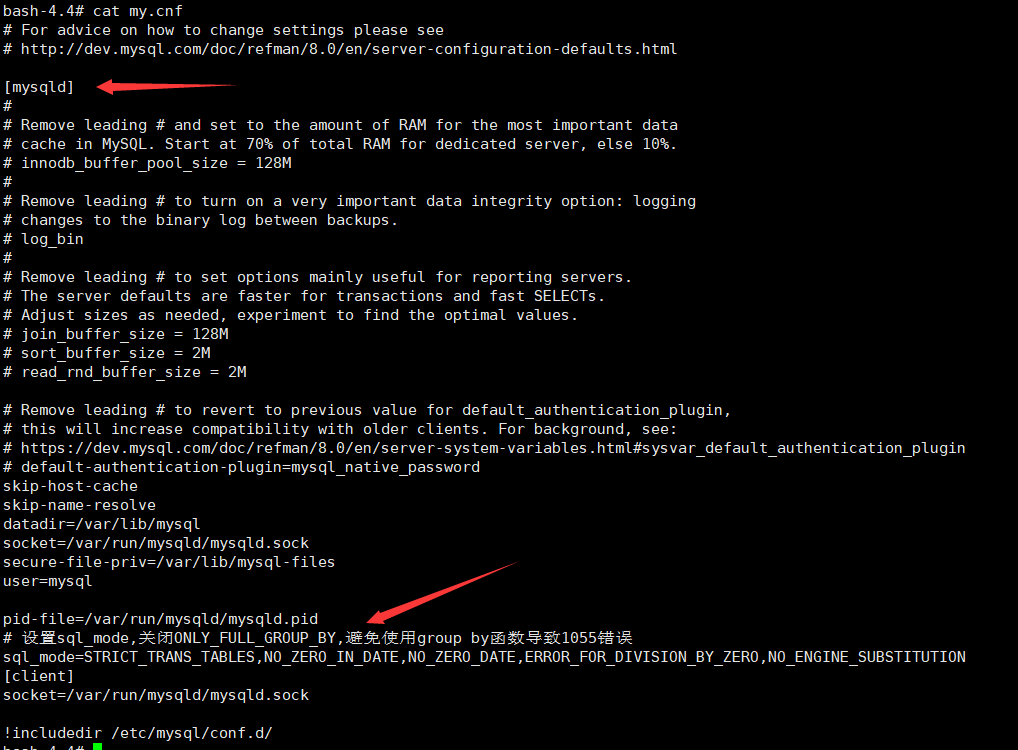 bash-4.4# cat my.cnf
# For advice on how to change settings please see
# http://dev.mysql.com/doc/refman/8.0/en/server-configuration-defaults.html
[mysqld]
#
# Remove leading # and set to the amount of RAM for the most important data
# cache in MySQL. Start at 70% of total RAM for dedicated server, else 10%.
# innodb_buffer_pool_size = 128M
#
# Remove leading # to turn on a very important data integrity option: logging
# changes to the binary log between backups.
# log_bin
#
# Remove leading # to set options mainly useful for reporting servers.
# The server defaults are faster for transactions and fast SELECTs.
# Adjust sizes as needed, experiment to find the optimal values.
# join_buffer_size = 128M
# sort_buffer_size = 2M
# read_rnd_buffer_size = 2M
# Remove leading # to revert to previous value for default_authentication_plugin,
# this will increase compatibility with older clients. For background, see:
# https://dev.mysql.com/doc/refman/8.0/en/server-system-variables.html#sysvar_default_authentication_plugin
# default-authentication-plugin=mysql_native_password
skip-host-cache
skip-name-resolve
datadir=/var/lib/mysql
socket=/var/run/mysqld/mysqld.sock
secure-file-priv=/var/lib/mysql-files
user=mysql
pid-file=/var/run/mysqld/mysqld.pid
# 设置sql_mode,关闭ONLY_FULL_GROUP_BY,避免使用group by函数导致1055错误
sql_mode=STRICT_TRANS_TABLES,NO_ZERO_IN_DATE,NO_ZERO_DATE,ERROR_FOR_DIVISION_BY_ZERO,NO_ENGINE_SUBSTITUTION
[client]
socket=/var/run/mysqld/mysqld.sock
!includedir /etc/mysql/conf.d/
bash-4.4#